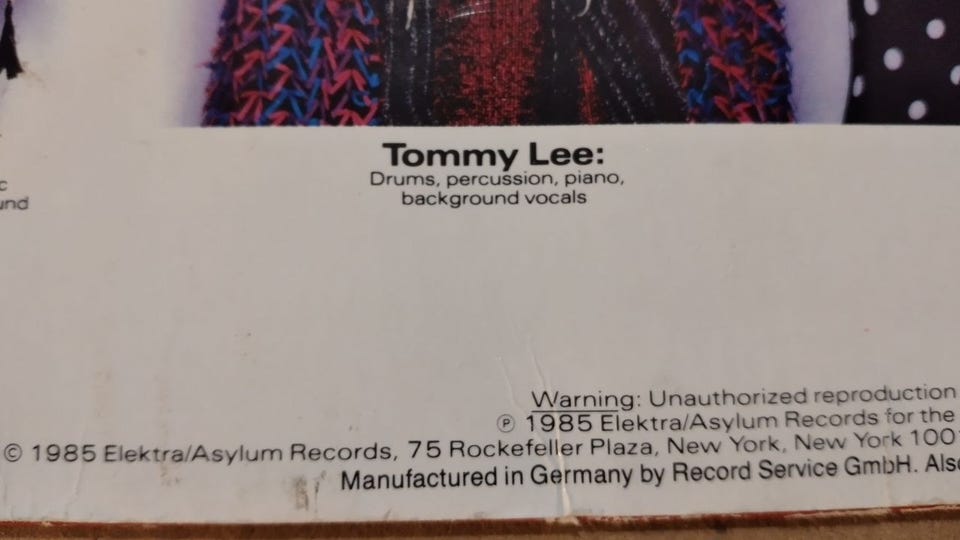 Tommy Lee:
Drums, percussion, piano,
background vocals
Warning: Unauthorized reproduction
℗ 1985 Elektra/Asylum Records for the
© 1985 Elektra/Asylum Records, 75 Rockefeller Plaza, New York, New York
Manufactured in Germany by Record Service GmbH.